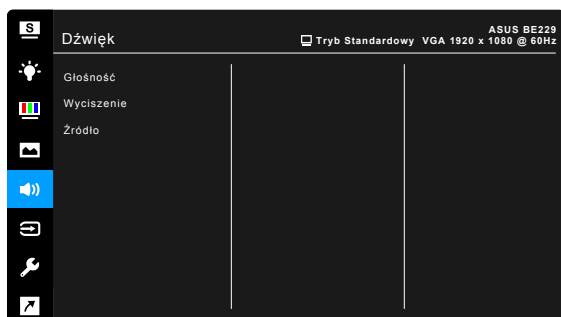 S
ASUS BE229
Dźwięk
Tryb Standardowy VGA 1920 x 1080 @ 60Hz
Głośność
Wyciszenie
Źródło